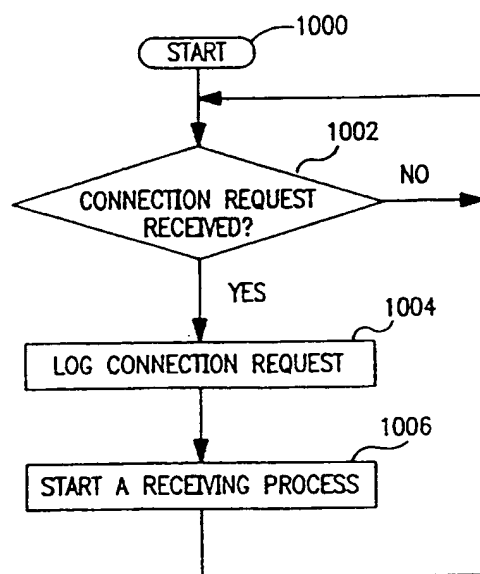 1000
START
1002
CONNECTION REQUEST
RECEIVED?
NO
YES
1004
LOG CONNECTION REQUEST
1006
START A RECEIVING PROCESS